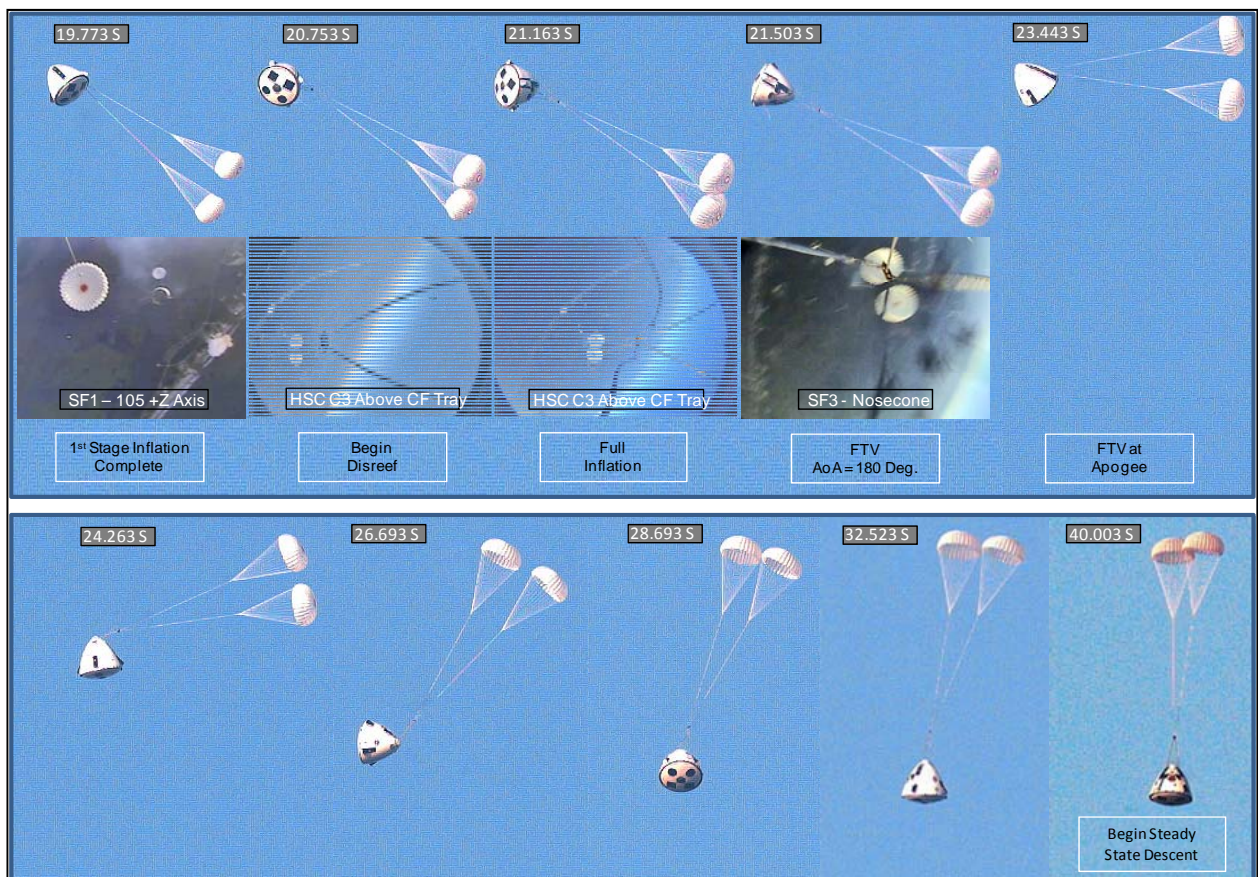 19.773 S
20.753 S
21.163 S
21.503 S
23.443 S
SF1 – 105 +Z Axis
HSC C3 Above CF Tray
HSC C3 Above CF Tray
SF3 - Nosecone
1st Stage Inflation
Complete
Begin
Disreef
Full
Inflation
FTV
AoA = 180 Deg.
FTV at
Apogee
24.263 S
26.693 S
28.693 S
32.523 S
40.003 S
Begin Steady
State Descent